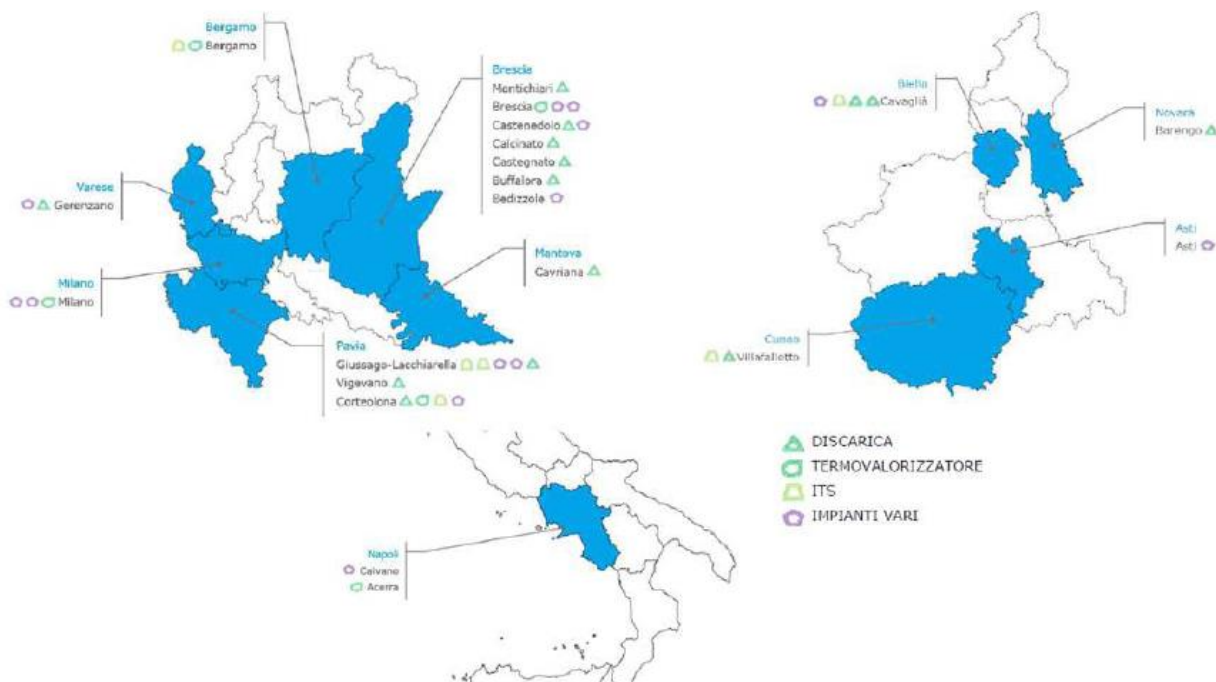 Bergamo
Bergamo
Brescia
Montichiari
Brescia
Castenedolo
Calcinato
Castegnato
Buffalora
Bedizzole
Varese
Gerenzano
Mantova
Cavriana
Milano
Milano
Pavia
Giussago-Lacchiarella
Vigevano
Corteolona
Napoli
Caivano
Acerra
Biella
Cavaglià
Novara
Barengo
Asti
Asti
Cuneo
Villafalletto
DISCARICA
TERMOVALORIZZATORE
ITS
IMPIANTI VARI